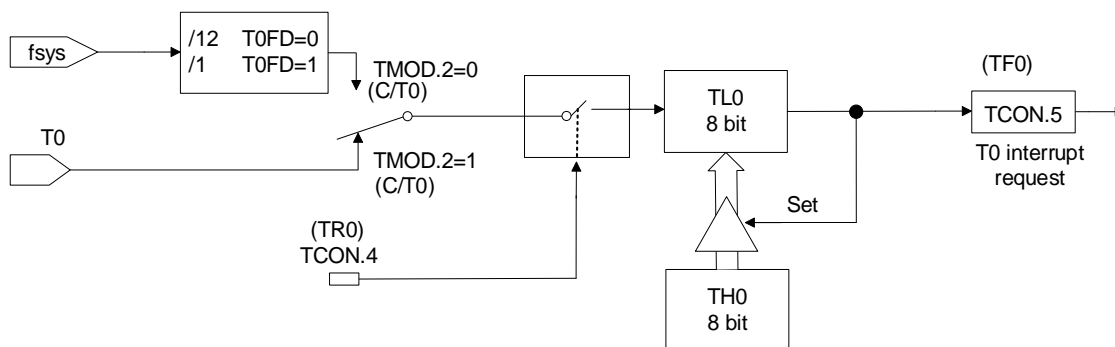 fsys
/12 T0FD=0
/1 T0FD=1
TMOD.2=0
(C/T0)
T0
TMOD.2=1
(C/T0)
(TR0)
TCON.4
TL0
8 bit
Set
TH0
8 bit
(TF0)
TCON.5
T0 interrupt
request